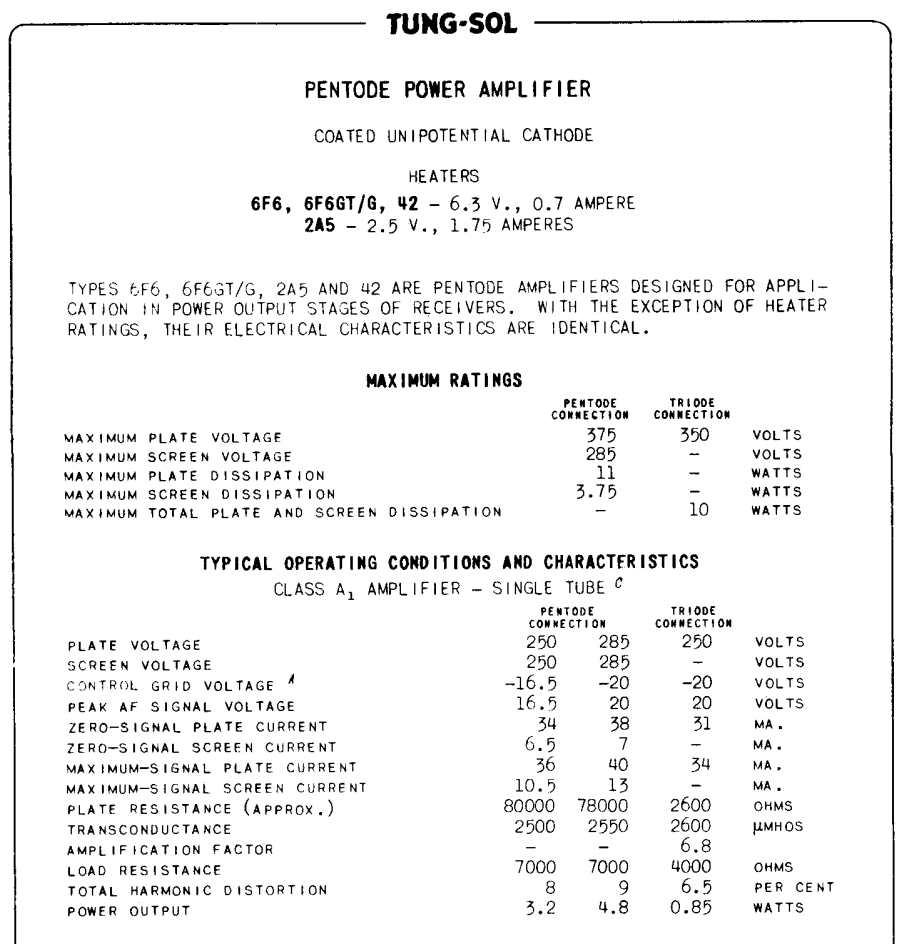 TUNG-SOL
PENTODE POWER AMPLIFIER
COATED UNIPOTENTIAL CATHODE
HEATERS
6F6, 6F6GT/G, 42 – 6.3 V., 0.7 AMPERE
2A5 – 2.5 V., 1.75 AMPERES
TYPES 6F6, 6F6GT/G, 2A5 AND 42 ARE PENTODE AMPLIFIERS DESIGNED FOR APPLI-
CATION IN POWER OUTPUT STAGES OF RECEIVERS. WITH THE EXCEPTION OF HEATER
RATINGS, THEIR ELECTRICAL CHARACTERISTICS ARE IDENTICAL.
MAXIMUM RATINGS
PENTODE TRIODE
CONNECTION CONNECTION
MAXIMUM PLATE VOLTAGE 375 350 VOLTS
MAXIMUM SCREEN VOLTAGE 285 – VOLTS
MAXIMUM PLATE DISSIPATION 11 – WATTS
MAXIMUM SCREEN DISSIPATION 3.75 – WATTS
MAXIMUM TOTAL PLATE AND SCREEN DISSIPATION – 10 WATTS
TYPICAL OPERATING CONDITIONS AND CHARACTERISTICS
CLASS A₁ AMPLIFIER – SINGLE TUBE C
PENTODE TRIODE
CONNECTION CONNECTION
PLATE VOLTAGE 250 285 250 VOLTS
SCREEN VOLTAGE 250 285 – VOLTS
CONTROL GRID VOLTAGE A -16.5 -20 -20 VOLTS
PEAK AF SIGNAL VOLTAGE 16.5 20 20 VOLTS
ZERO-SIGNAL PLATE CURRENT 34 38 31 MA.
ZERO-SIGNAL SCREEN CURRENT 6.5 7 – MA.
MAXIMUM-SIGNAL PLATE CURRENT 36 40 34 MA.
MAXIMUM-SIGNAL SCREEN CURRENT 10.5 13 – MA.
PLATE RESISTANCE (APPROX.) 80000 78000 2600 OHMS
TRANSCONDUCTANCE 2500 2550 2600 µMHOS
AMPLIFICATION FACTOR – – 6.8
LOAD RESISTANCE 7000 7000 4000 OHMS
TOTAL HARMONIC DISTORTION 8 9 6.5 PER CENT
POWER OUTPUT 3.2 4.8 0.85 WATTS